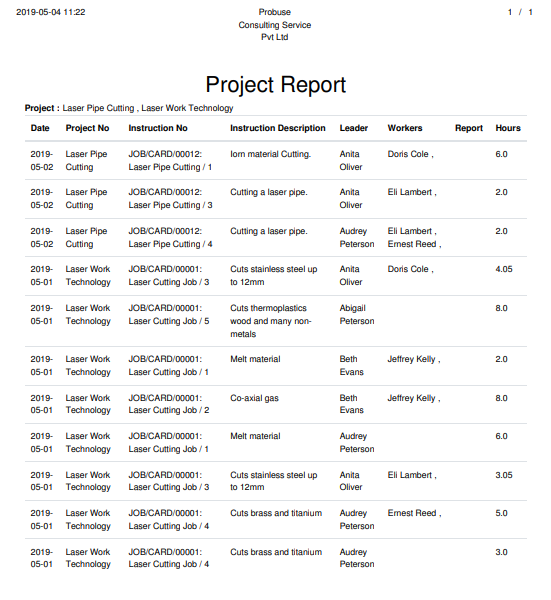 2019-05-04 11:22 Probuse 1 / 1
Consulting Service
Pvt Ltd
Project Report
Project : Laser Pipe Cutting , Laser Work Technology
Date Project No Instruction No Instruction Description Leader Workers Report Hours
2019- Laser Pipe JOB/CARD/00012: Iorn material Cutting. Anita Doris Cole , 6.0
05-02 Cutting Laser Pipe Cutting / 1 Oliver
2019- Laser Pipe JOB/CARD/00012: Cutting a laser pipe. Anita Eli Lambert , 2.0
05-02 Cutting Laser Pipe Cutting / 3 Oliver
2019- Laser Pipe JOB/CARD/00012: Cutting a laser pipe. Audrey Eli Lambert , 2.0
05-02 Cutting Laser Pipe Cutting / 4 Peterson Ernest Reed ,
2019- Laser Work JOB/CARD/00001: Cuts stainless steel up Anita Doris Cole , 4.05
05-01 Technology Laser Cutting Job / 3 to 12mm Oliver
2019- Laser Work JOB/CARD/00001: Cuts thermoplastics Abigail 8.0
05-01 Technology Laser Cutting Job / 5 wood and many non- Peterson
metals
2019- Laser Work JOB/CARD/00001: Melt material Beth Jeffrey Kelly , 2.0
05-01 Technology Laser Cutting Job / 1 Evans
2019- Laser Work JOB/CARD/00001: Co-axial gas Beth Jeffrey Kelly , 8.0
05-01 Technology Laser Cutting Job / 2 Evans
2019- Laser Work JOB/CARD/00001: Melt material Audrey 6.0
05-01 Technology Laser Cutting Job / 1 Peterson
2019- Laser Work JOB/CARD/00001: Cuts stainless steel up Anita Eli Lambert , 3.05
05-01 Technology Laser Cutting Job / 3 to 12mm Oliver
2019- Laser Work JOB/CARD/00001: Cuts brass and titanium Audrey Ernest Reed , 5.0
05-01 Technology Laser Cutting Job / 4 Peterson
2019- Laser Work JOB/CARD/00001: Cuts brass and titanium Audrey 3.0
05-01 Technology Laser Cutting Job / 4 Peterson